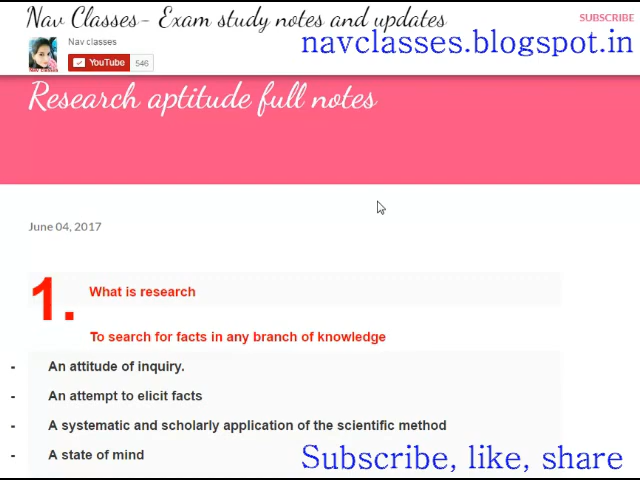 Nav Classes- Exam study notes and updates
SUBSCRIBE
Nav classes
navclasses.blogspot.in
YouTube 546
Research aptitude full notes
June 04, 2017
1. What is research
To search for facts in any branch of knowledge
- An attitude of inquiry.
- An attempt to elicit facts
- A systematic and scholarly application of the scientific method
- A state of mind
Subscribe, like, share